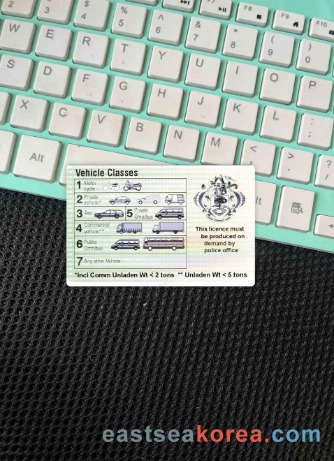 Vehicle Classes
1 Motor cycle
2 Private vehicle*
3 Taxi 5 Private Omnibus
4 Commercial vehicle**
6 Public Omnibus
7 Any other Vehicle
This licence must
be produced on
demand by
police office
*Incl Comm Unladen Wt < 2 tons ** Unladen Wt < 5 tons
W E R T Y U I O P
S D F G H J K L
X C V B N M < >
Alt Alt
eastseakorea.com